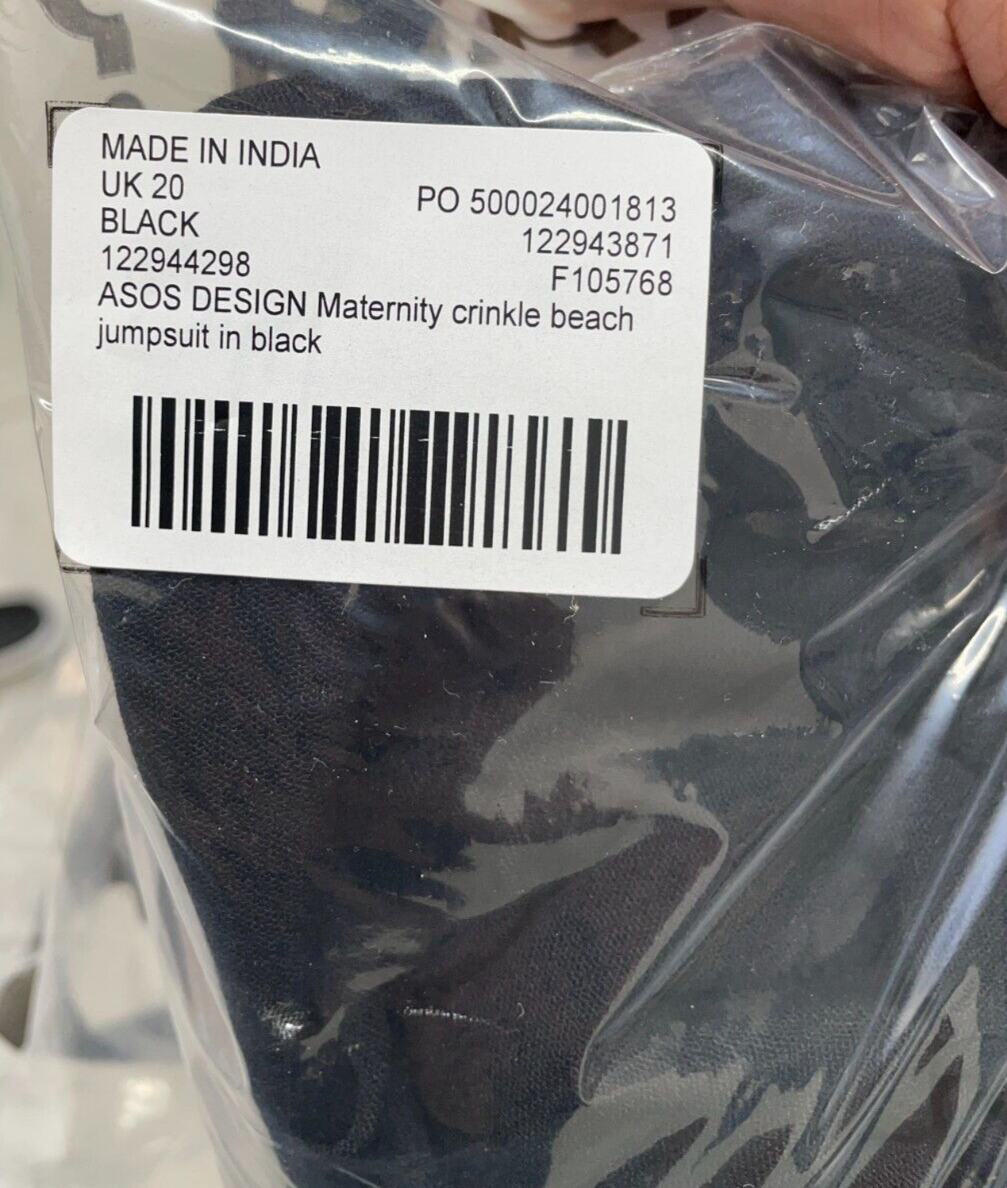 MADE IN INDIA
UK 20
PO 500024001813
BLACK
122943871
122944298
F105768
ASOS DESIGN Maternity crinkle beach
jumpsuit in black